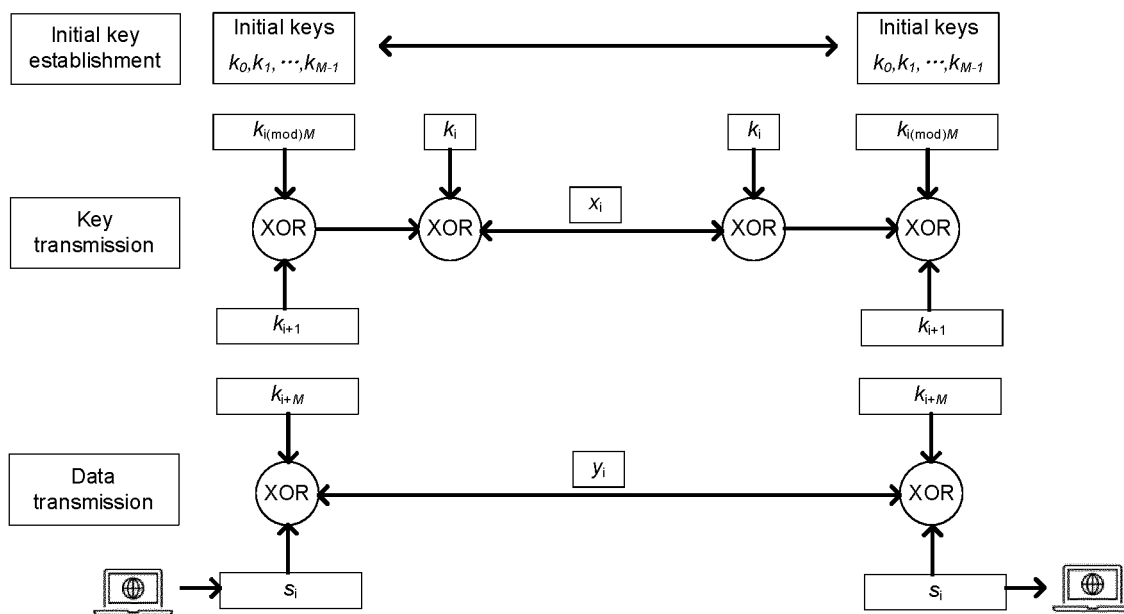 Initial key
establishment
Initial keys
k0,k1, ···,kM-1
Initial keys
k0,k1, ···,kM-1
ki(mod)M
ki
ki
ki(mod)M
Key
transmission
XOR
XOR
xi
XOR
XOR
ki+1
ki+1
ki+M
ki+M
Data
transmission
XOR
yi
XOR
si
si